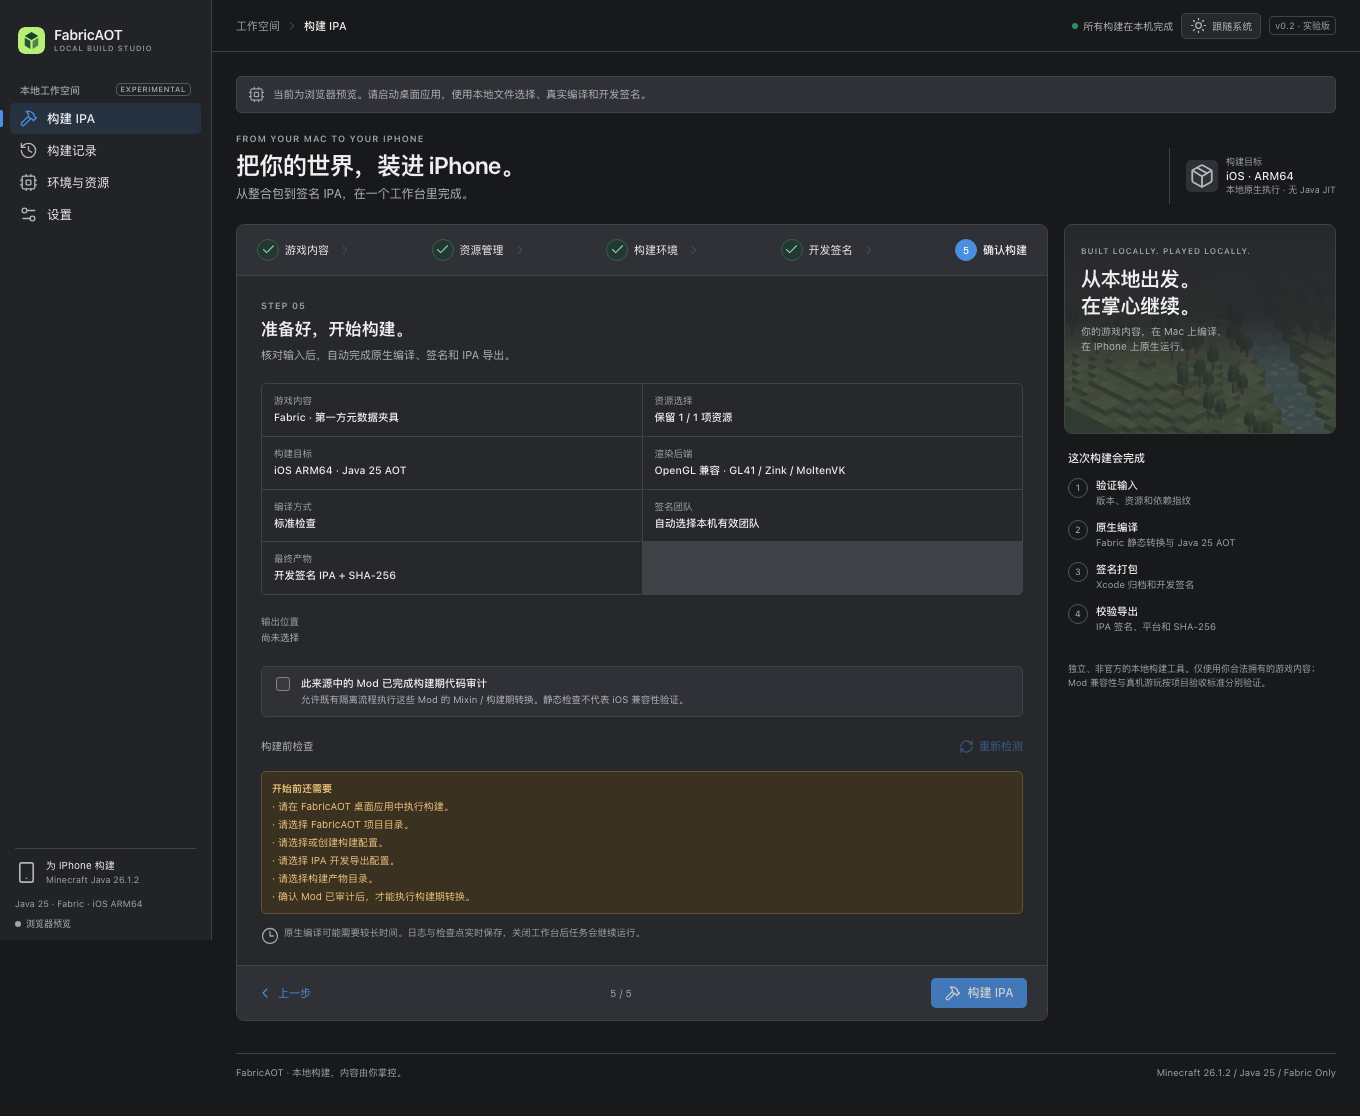 FabricAOT
LOCAL BUILD STUDIO
本地工作空间
EXPERIMENTAL
构建 IPA
构建记录
环境与资源
设置
为 iPhone 构建
Minecraft Java 26.1.2
Java 25 · Fabric · iOS ARM64
浏览器预览
工作空间
构建 IPA
所有构建在本机完成
跟随系统
v0.2 · 实验版
当前为浏览器预览。请启动桌面应用，使用本地文件选择、真实编译和开发签名。
FROM YOUR MAC TO YOUR IPHONE
把你的世界，装进 iPhone。
从整合包到签名 IPA，在一个工作台里完成。
构建目标
iOS · ARM64
本地原生执行 · 无 Java JIT
游戏内容
资源管理
构建环境
开发签名
5
确认构建
STEP 05
准备好，开始构建。
核对输入后，自动完成原生编译、签名和 IPA 导出。
游戏内容
Fabric · 第一方元数据夹具
资源选择
保留 1 / 1 项资源
构建目标
iOS ARM64 · Java 25 AOT
渲染后端
OpenGL 兼容 · GL41 / Zink / MoltenVK
编译方式
标准检查
签名团队
自动选择本机有效团队
最终产物
开发签名 IPA + SHA-256
输出位置
尚未选择
此来源中的 Mod 已完成构建期代码审计
允许既有隔离流程执行这些 Mod 的 Mixin / 构建期转换。静态检查不代表 iOS 兼容性验证。
构建前检查
重新检测
开始前还需要
· 请在 FabricAOT 桌面应用中执行构建。
· 请选择 FabricAOT 项目目录。
· 请选择或创建构建配置。
· 请选择 IPA 开发导出配置。
· 请选择构建产物目录。
· 确认 Mod 已审计后，才能执行构建期转换。
原生编译可能需要较长时间。日志与检查点实时保存，关闭工作台后任务会继续运行。
上一步
5 / 5
构建 IPA
BUILT LOCALLY. PLAYED LOCALLY.
从本地出发。
在掌心继续。
你的游戏内容，在 Mac 上编译，
在 iPhone 上原生运行。
这次构建会完成
1
验证输入
版本、资源和依赖指纹
2
原生编译
Fabric 静态转换与 Java 25 AOT
3
签名打包
Xcode 归档和开发签名
4
校验导出
IPA 签名、平台和 SHA-256
独立、非官方的本地构建工具。仅使用你合法拥有的游戏内容；
Mod 兼容性与真机游玩按项目验收标准分别验证。
FabricAOT · 本地构建，内容由你掌控。
Minecraft 26.1.2 / Java 25 / Fabric Only